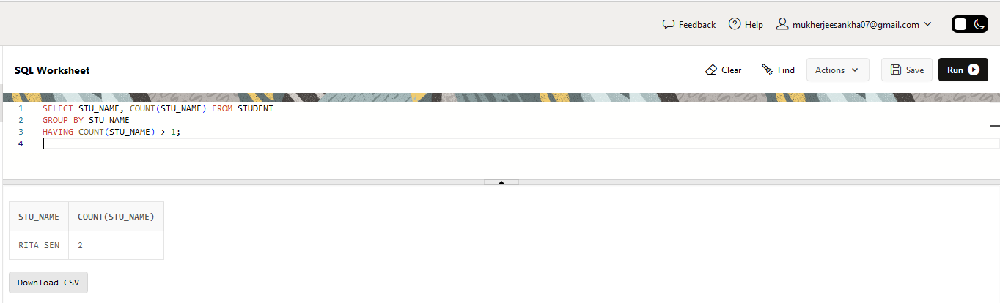 Feedback Help mukherjeesankha07@gmail.com
SQL Worksheet Clear Find Actions Save Run
1 SELECT STU_NAME, COUNT(STU_NAME) FROM STUDENT
2 GROUP BY STU_NAME
3 HAVING COUNT(STU_NAME) > 1;
4
STU_NAME COUNT(STU_NAME)
RITA SEN 2
Download CSV